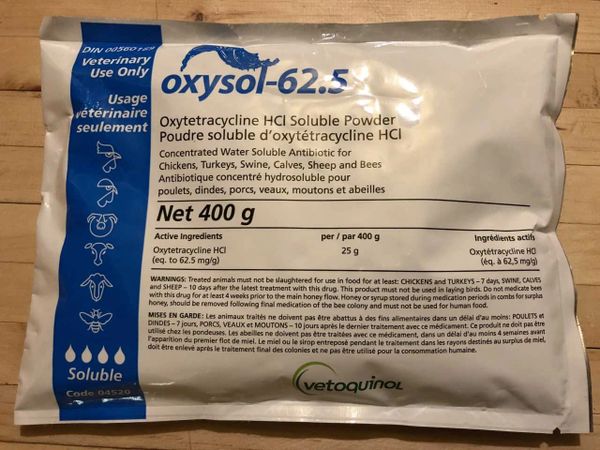 DIN 00560189
Veterinary
Use Only
Usage
vétérinaire
seulement
Soluble
Code 04520
oxysol-62.5
Oxytetracycline HCl Soluble Powder
Poudre soluble d'oxytétracycline HCl
Concentrated Water Soluble Antibiotic for
Chickens, Turkeys, Swine, Calves, Sheep and Bees
Antibiotique concentré hydrosoluble pour
poulets, dindes, porcs, veaux, moutons et abeilles
Net 400 g
Active Ingredients per / par 400 g Ingrédients actifs
Oxytetracycline HCl 25 g Oxytétracycline HCl
(eq. to 62.5 mg/g) (éq. à 62,5 mg/g)
WARNINGS: Treated animals must no be slaughtered for use in food for at least: CHICKENS and TURKEYS – 7 days, SWINE, CALVES
and SHEEP – 10 days after the latest treatment with this drug. This product must not be used in laying birds. Do not medicate bees
with this drug for at least 4 weeks prior to the main honey flow. Honey or syrup stored during medication periods in combs for surplus
honey, should be removed following final medication of the bee colony and must not be used for human food.
MISES EN GARDE: Les animaux traités ne doivent pas être abattus à des fins alimentaires dans un délai d'au moins: POULETS et
DINDES – 7 jours, PORCS, VEAUX et MOUTONS – 10 jours après le dernier traitement avec ce médicament. Ce produit ne doit pas être
utilisé chez les pondeuses. Les abeilles ne doivent pas être traitées avec ce médicament, dans un délai d'au moins 4 semaines avant
l'apparition du premier flot de miel. Le miel ou le sirop entreposé pendant le traitement dans les rayons destinés au surplus de miel,
doit être enlevé après le traitement final des colonies et ne pas être utilisé pour la consommation humaine.
vetoquinol